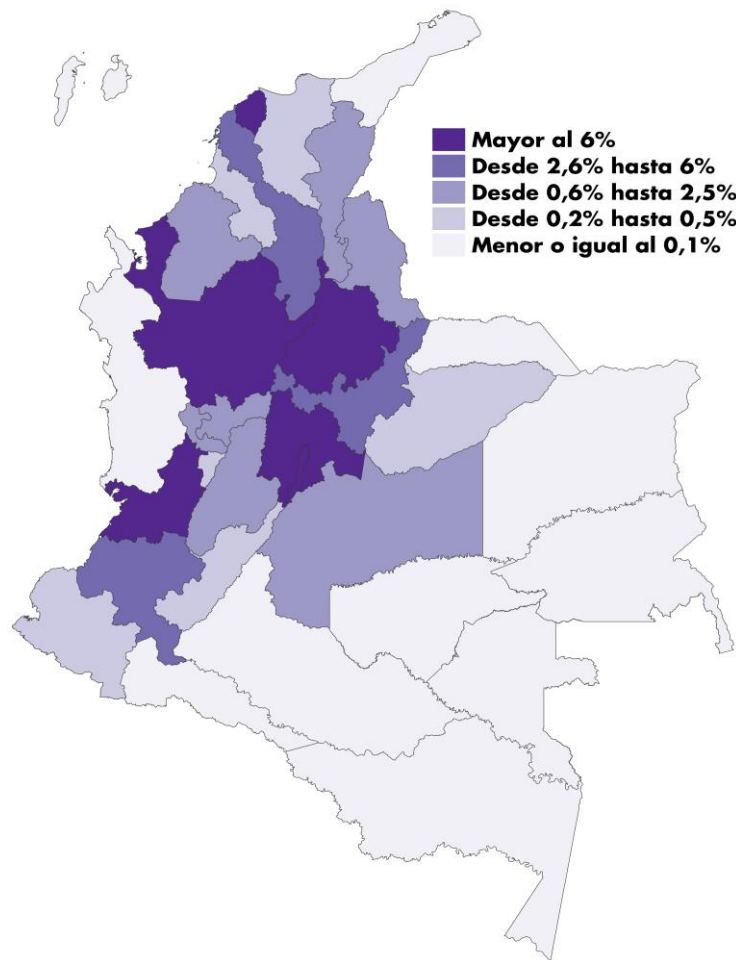 Mayor al 6%
Desde 2,6% hasta 6%
Desde 0,6% hasta 2,5%
Desde 0,2% hasta 0,5%
Menor o igual al 0,1%